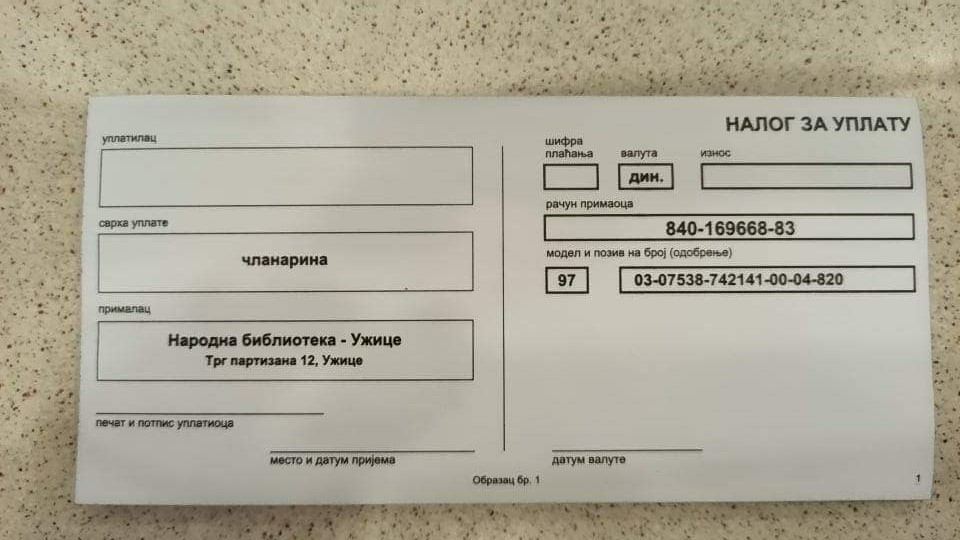 НАЛОГ ЗА УПЛАТУ
уплатилац
сврха уплате
чланарина
прималац
Народна библиотека - Ужице
Трг партизана 12, Ужице
печат и потпис уплатиоца
место и датум пријема
шифра
плаћања
валута
износ
дин.
рачун примаоца
840-169668-83
модел и позив на број (одобрење)
97
03-07538-742141-00-04-820
датум валуте
Образац бр. 1
1